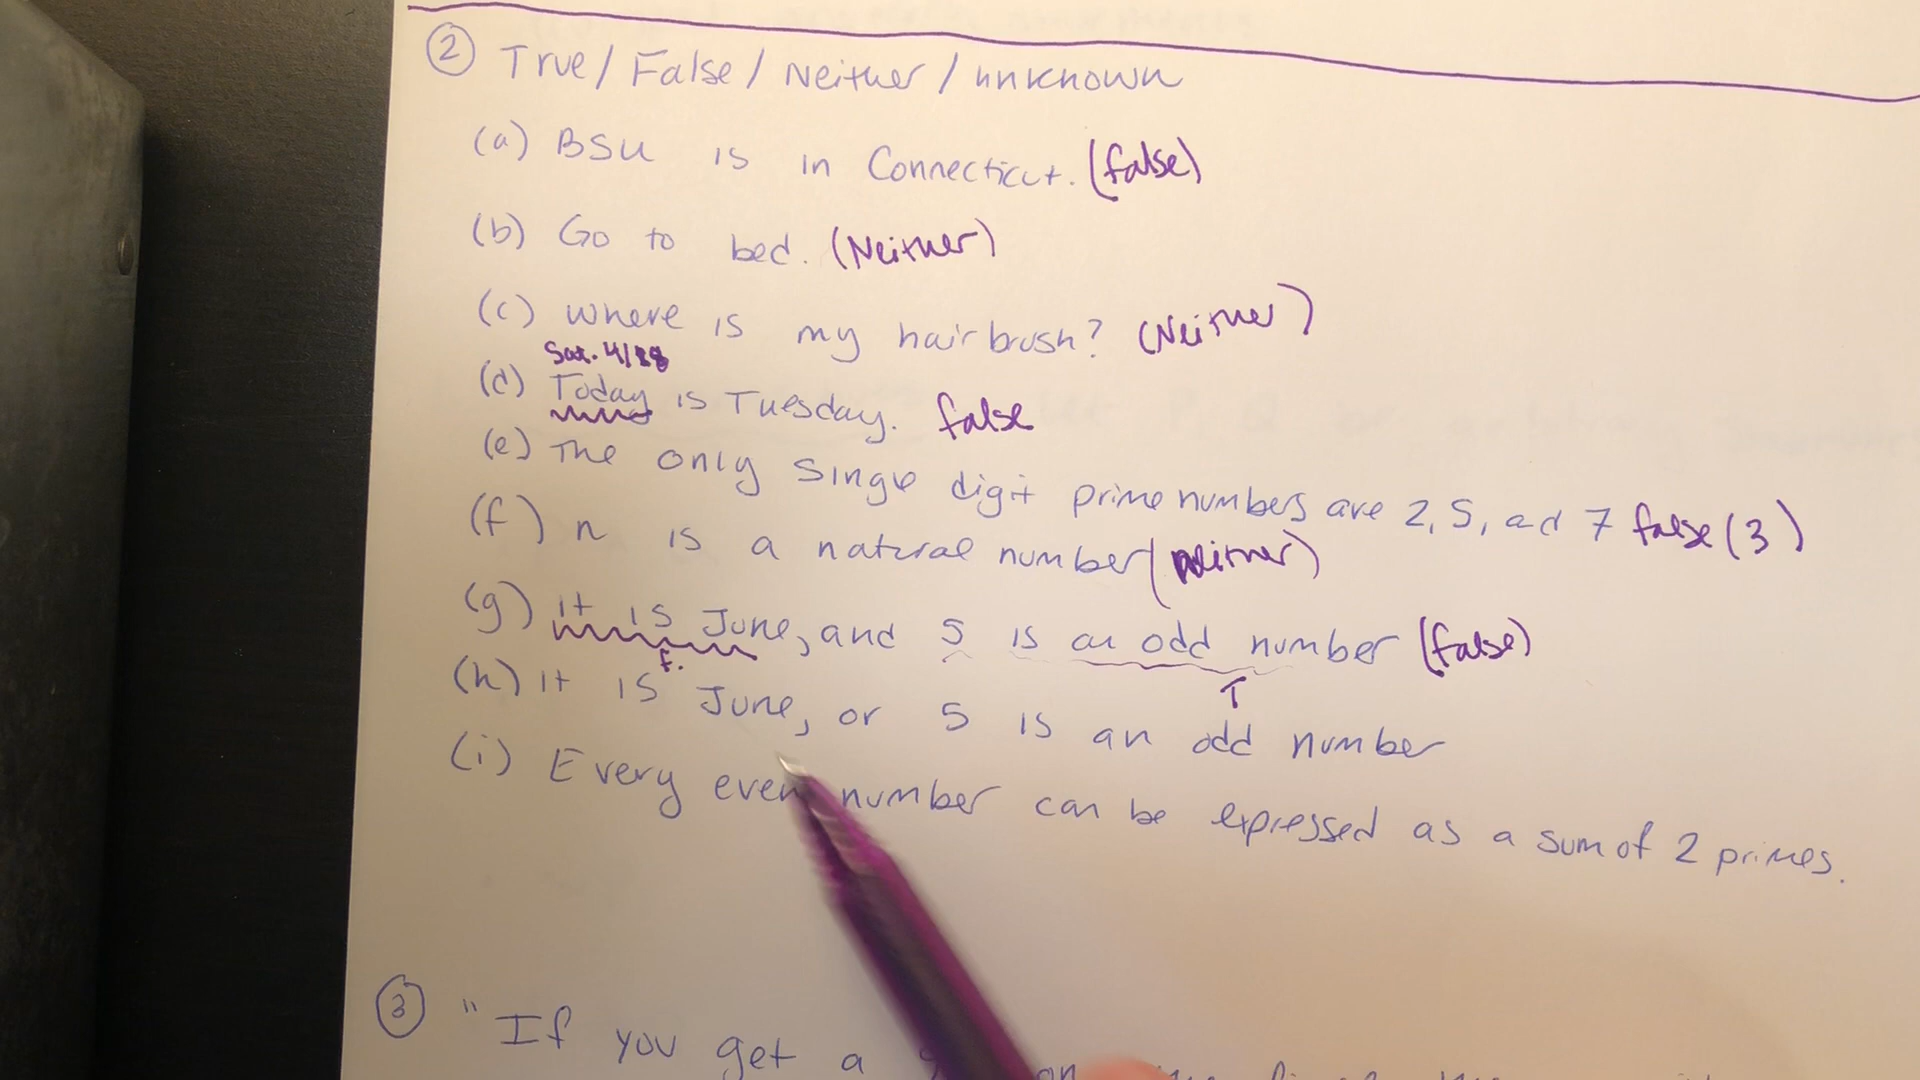 ② True / False / Neither / unknown
(a) BSU is in Connecticut. (false)
(b) Go to bed. (Neither)
(c) where is my hairbrush? (Neither)
Sat. 4/18
(d) Today is Tuesday. false
(e) The only single digit prime numbers are 2, 5, ad 7 false (3)
(f) n is a natural number (neither)
(g) it is June, and 5 is an odd number (false)
f. T
(h) it is June, or 5 is an odd number
(i) Every even number can be expressed as a sum of 2 primes.
③ "If you get a